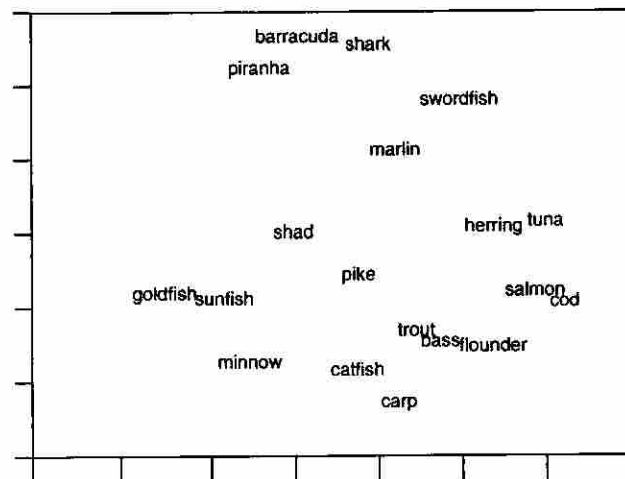 barracuda
shark
piranha
swordfish
marlin
shad
herring
tuna
pike
goldfish
sunfish
salmon
cod
trout
bass
flounder
minnow
catfish
carp